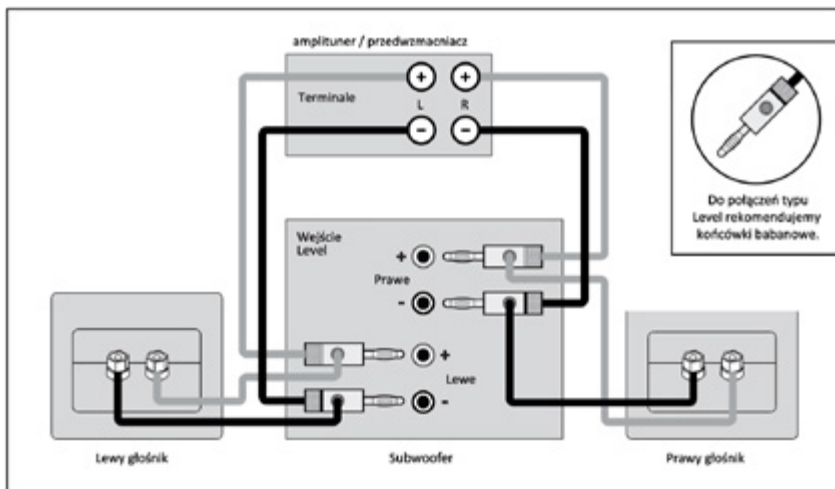 amplituner / przedwzmacniacz
Terminale
+ +
L R
- -
Do połączeń typu
Level rekomendujemy
końcówki babanowe.
Wejście
Level
+
Prawe
-
+
Lewe
-
Lewy głośnik
Subwoofer
Prawy głośnik